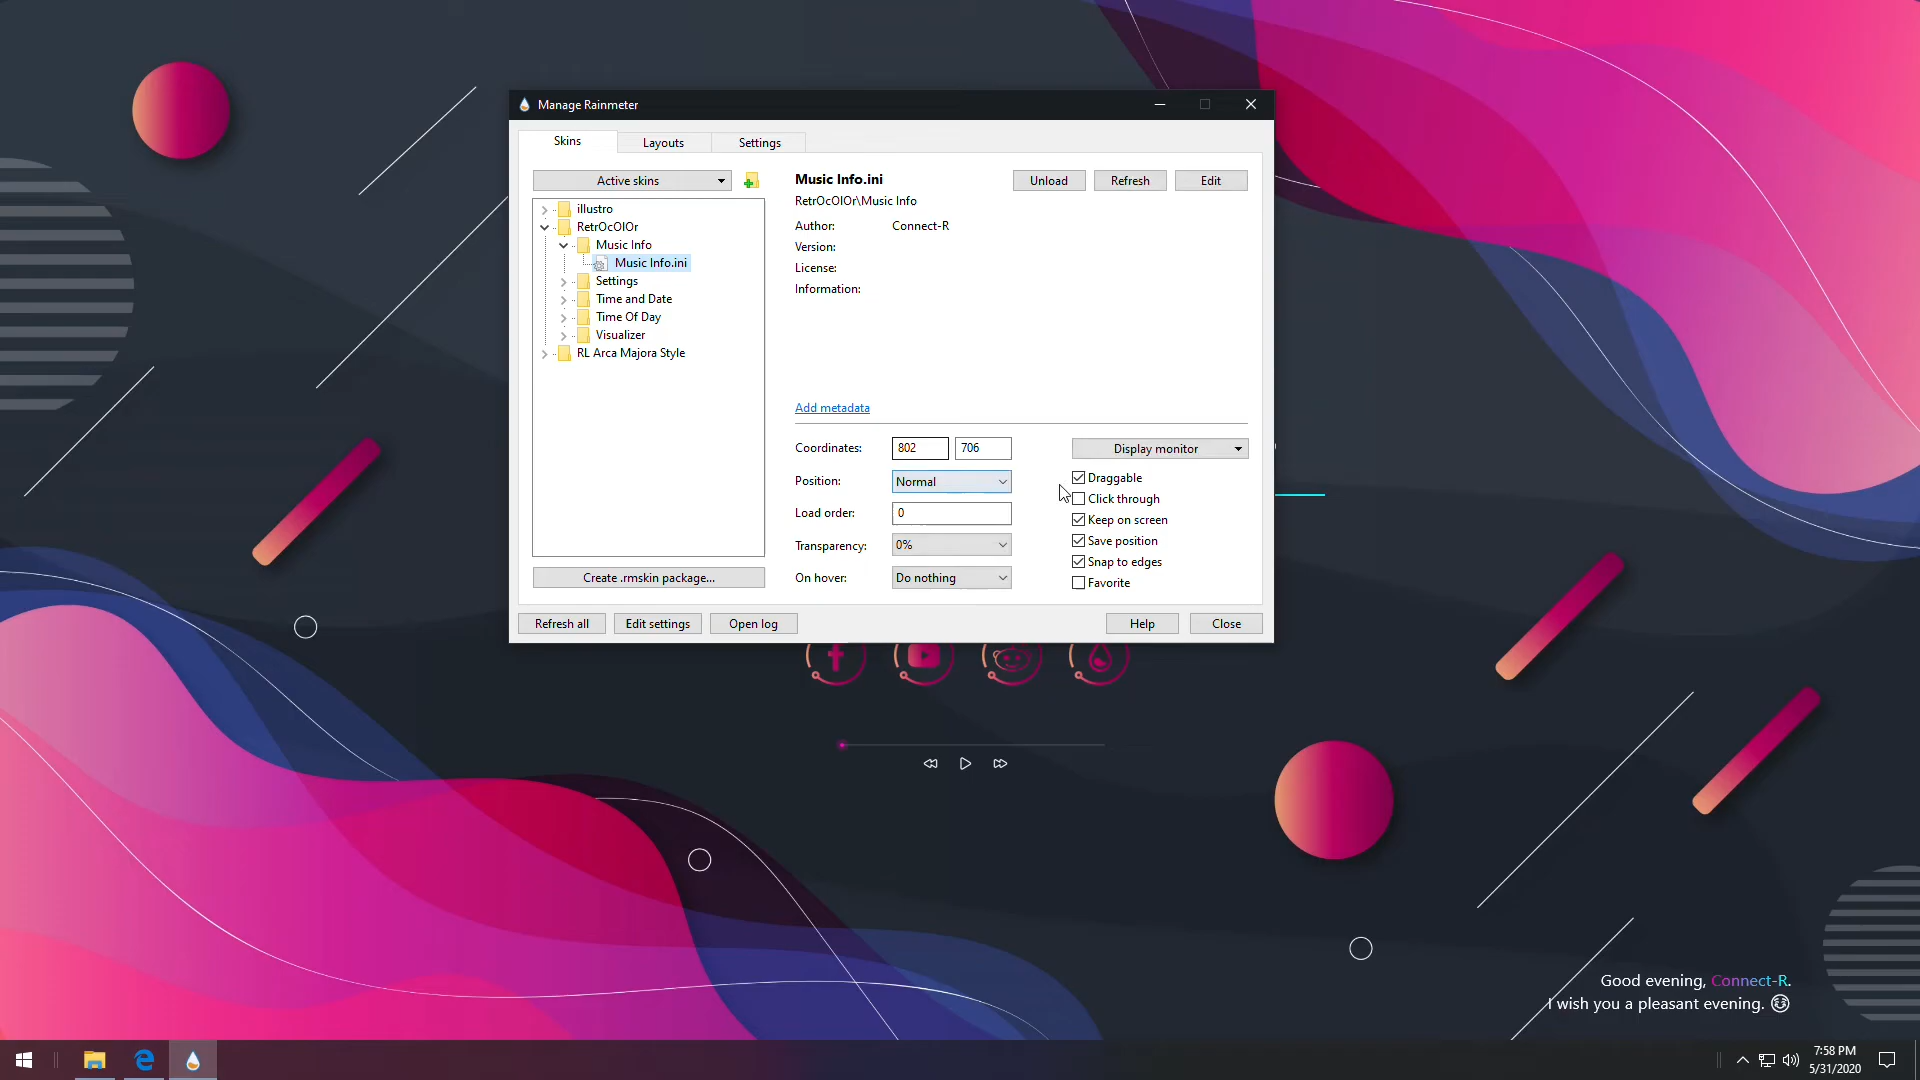 Manage Rainmeter
Skins
Layouts
Settings
Active skins
illustro
RetrOcOlOr
Music Info
Music Info.ini
Settings
Time and Date
Time Of Day
Visualizer
RL Arca Majora Style
Create .rmskin package...
Music Info.ini
RetrOcOlOr\Music Info
Unload
Refresh
Edit
Author: Connect-R
Version:
License:
Information:
Add metadata
Coordinates: 802 706
Position: Normal
Load order: 0
Transparency: 0%
On hover: Do nothing
Display monitor
Draggable
Click through
Keep on screen
Save position
Snap to edges
Favorite
Refresh all
Edit settings
Open log
Help
Close
Good evening, Connect-R.
I wish you a pleasant evening.
7:58 PM
5/31/2020